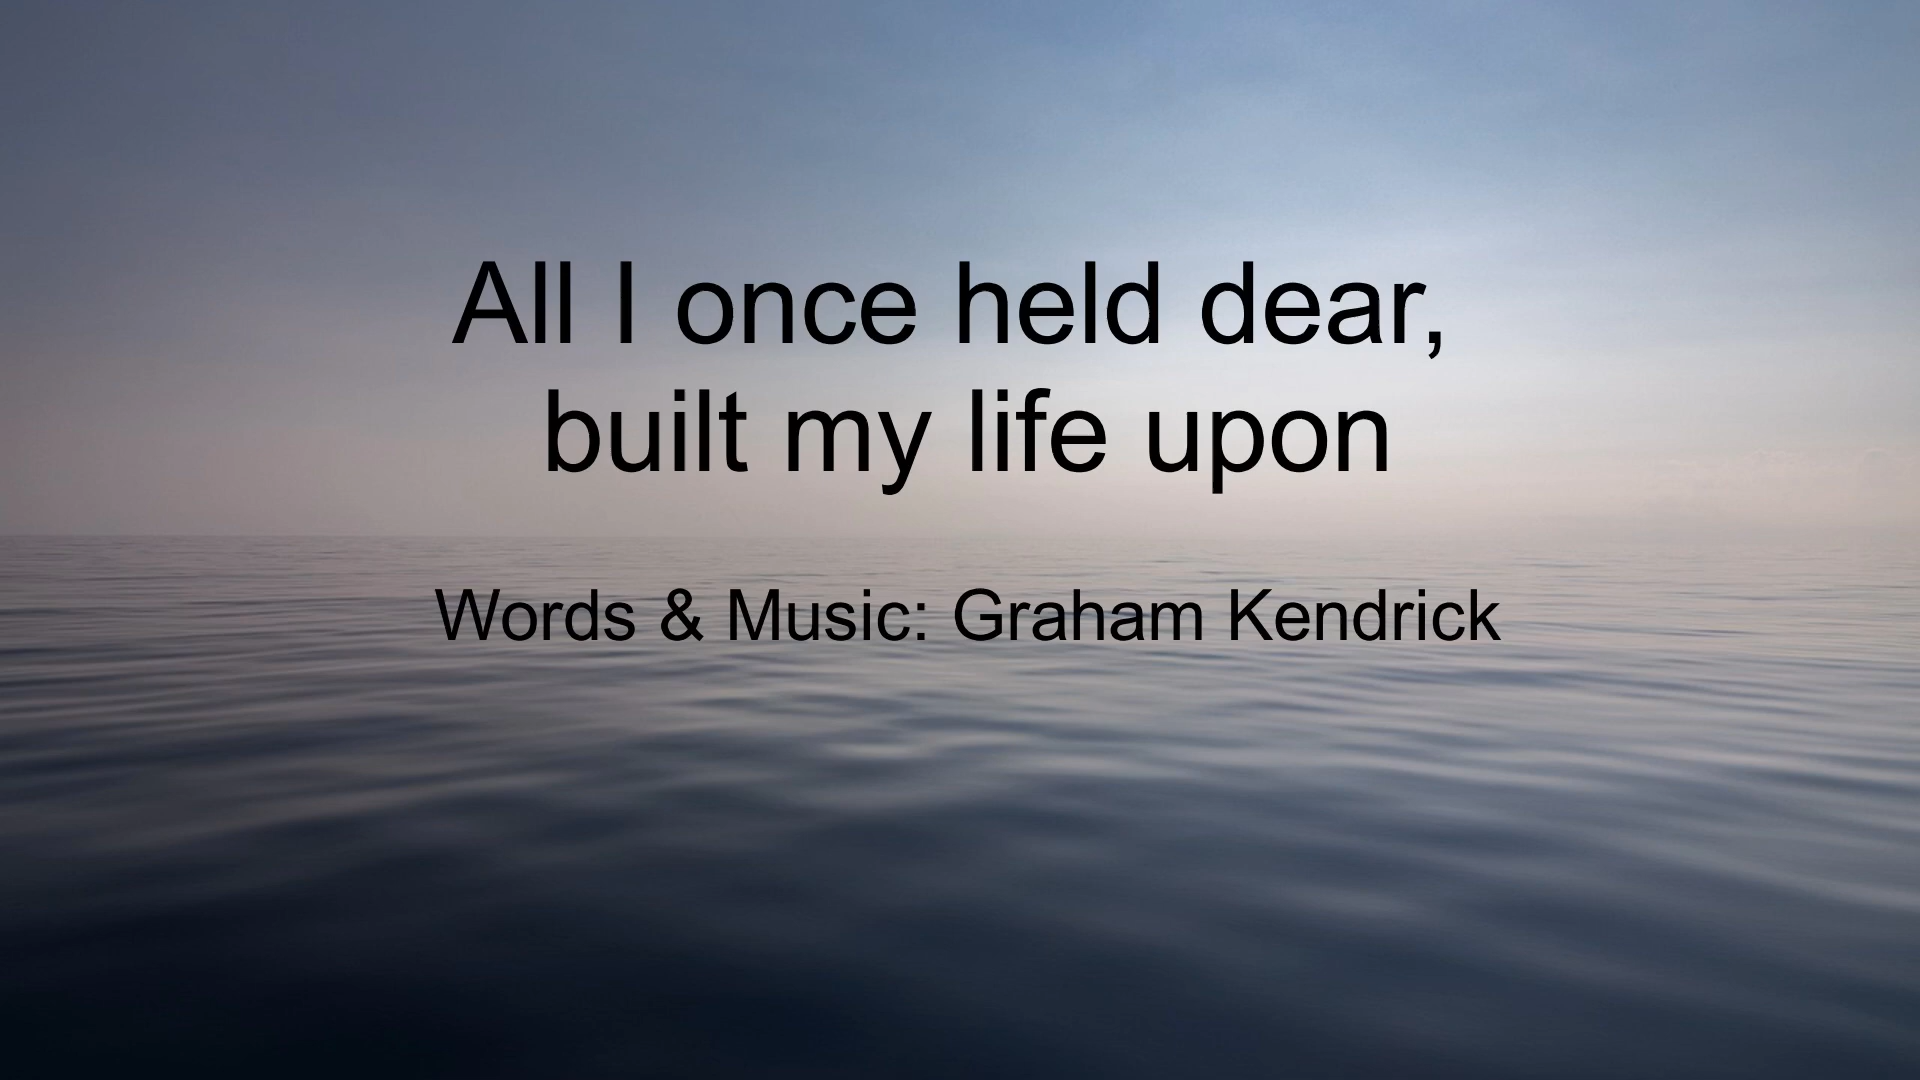 All I once held dear,
built my life upon
Words & Music: Graham Kendrick